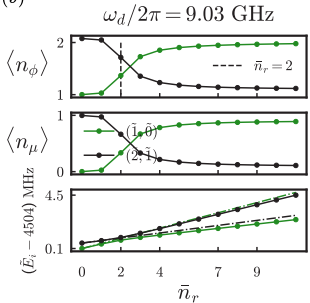 ω_d/2π = 9.03 GHz
⟨n_ϕ⟩
2
1
n̄_r = 2
⟨n_μ⟩
1
0
(1̃, 0̃)
(2̃, 1̃)
(Ẽ_i − 4504) MHz
4.5
0.1
0 2 4 7 9
n̄_r